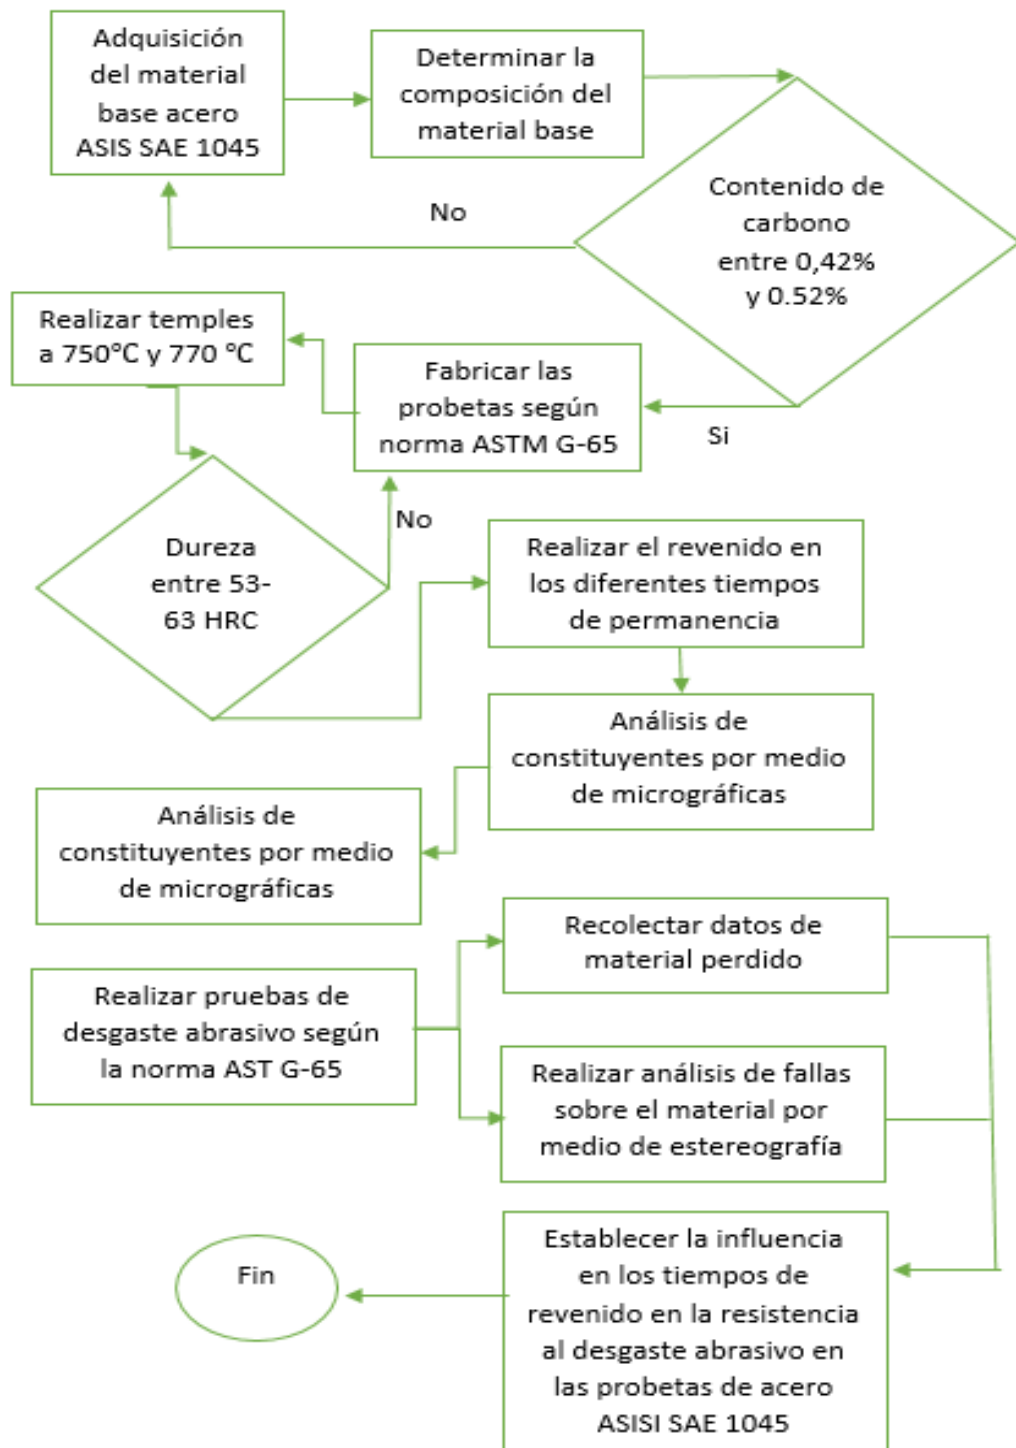 Adquisición
del material
base acero
ASIS SAE 1045
Determinar la
composición del
material base
Contenido de
carbono
entre 0,42%
y 0.52%
No
Si
Fabricar las
probetas según
norma ASTM G-65
Realizar temples
a 750°C y 770 °C
Dureza
entre 53-
63 HRC
No
Realizar el revenido en
los diferentes tiempos
de permanencia
Análisis de
constituyentes por medio
de micrográficas
Análisis de
constituyentes por medio
de micrográficas
Realizar pruebas de
desgaste abrasivo según
la norma AST G-65
Recolectar datos de
material perdido
Realizar análisis de fallas
sobre el material por
medio de estereografía
Establecer la influencia
en los tiempos de
revenido en la resistencia
al desgaste abrasivo en
las probetas de acero
ASISI SAE 1045
Fin